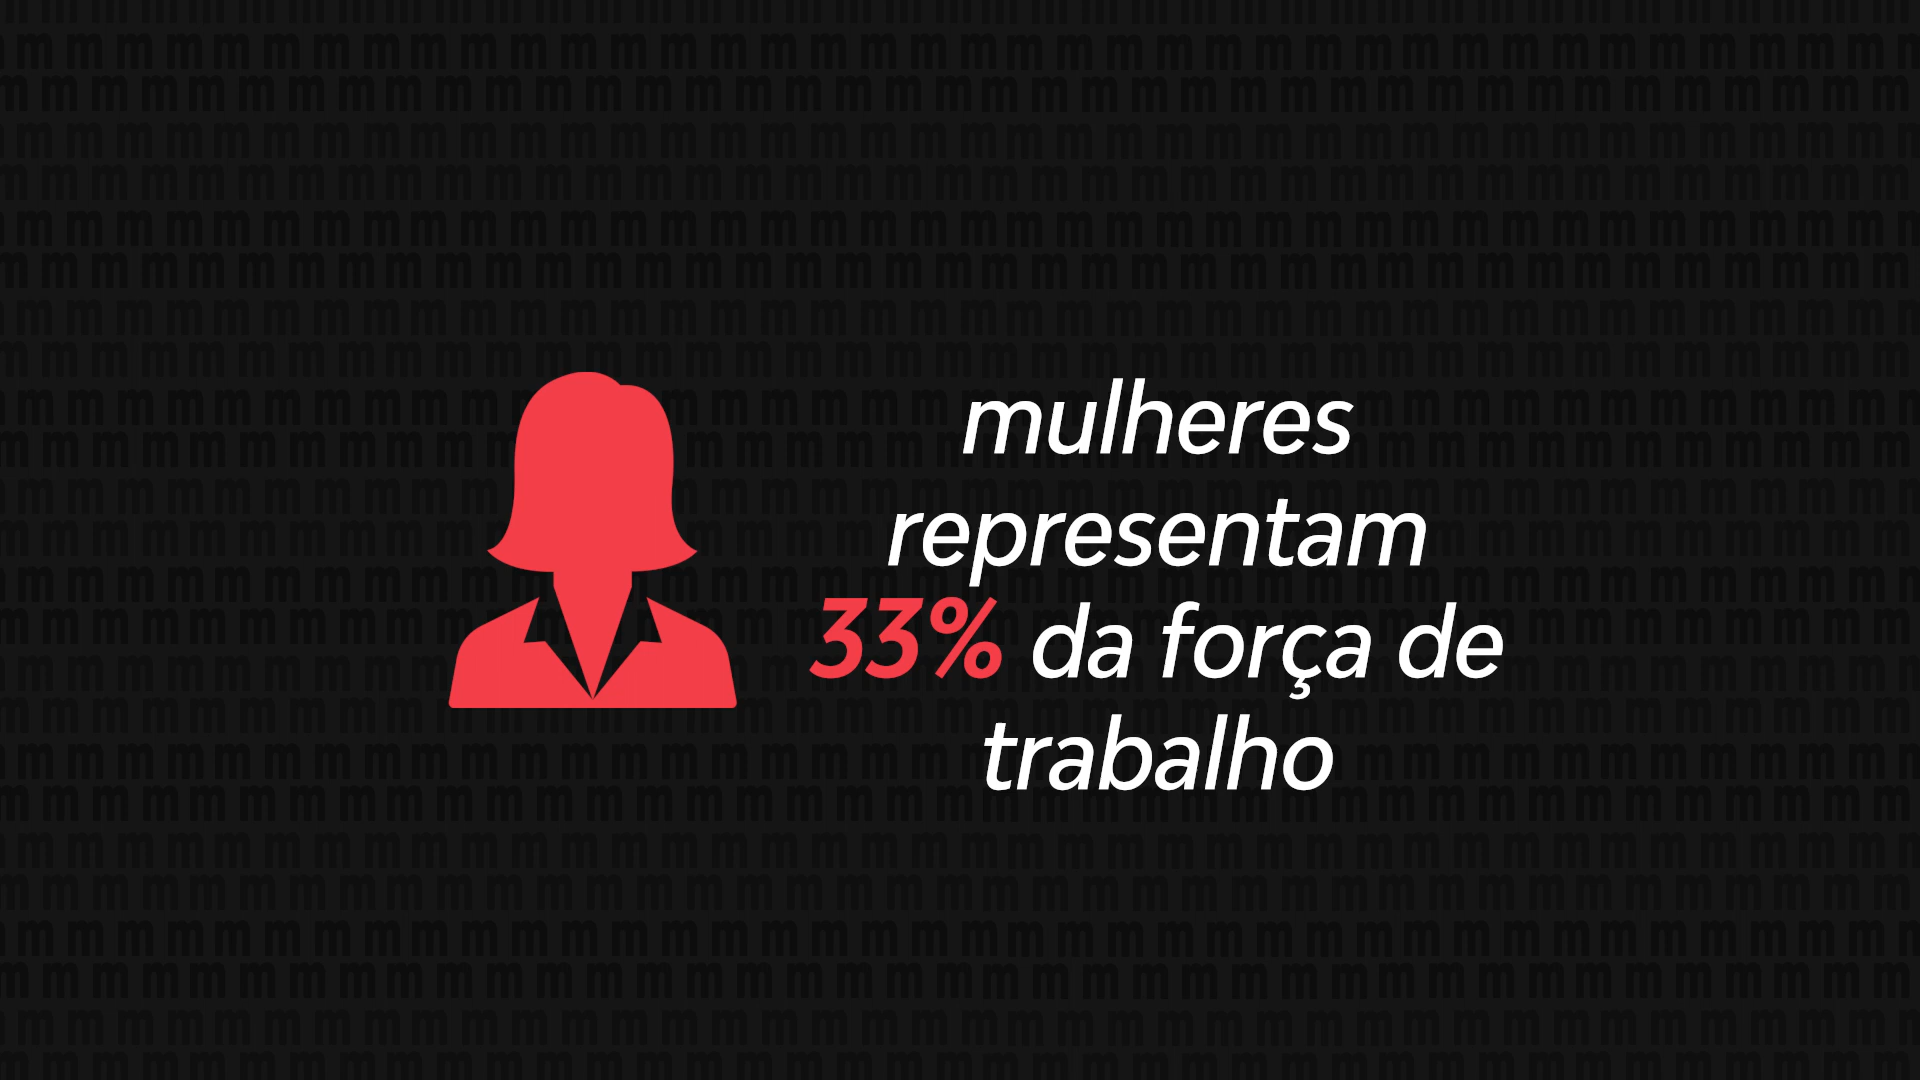 mulheres
representam
33% da força de
trabalho